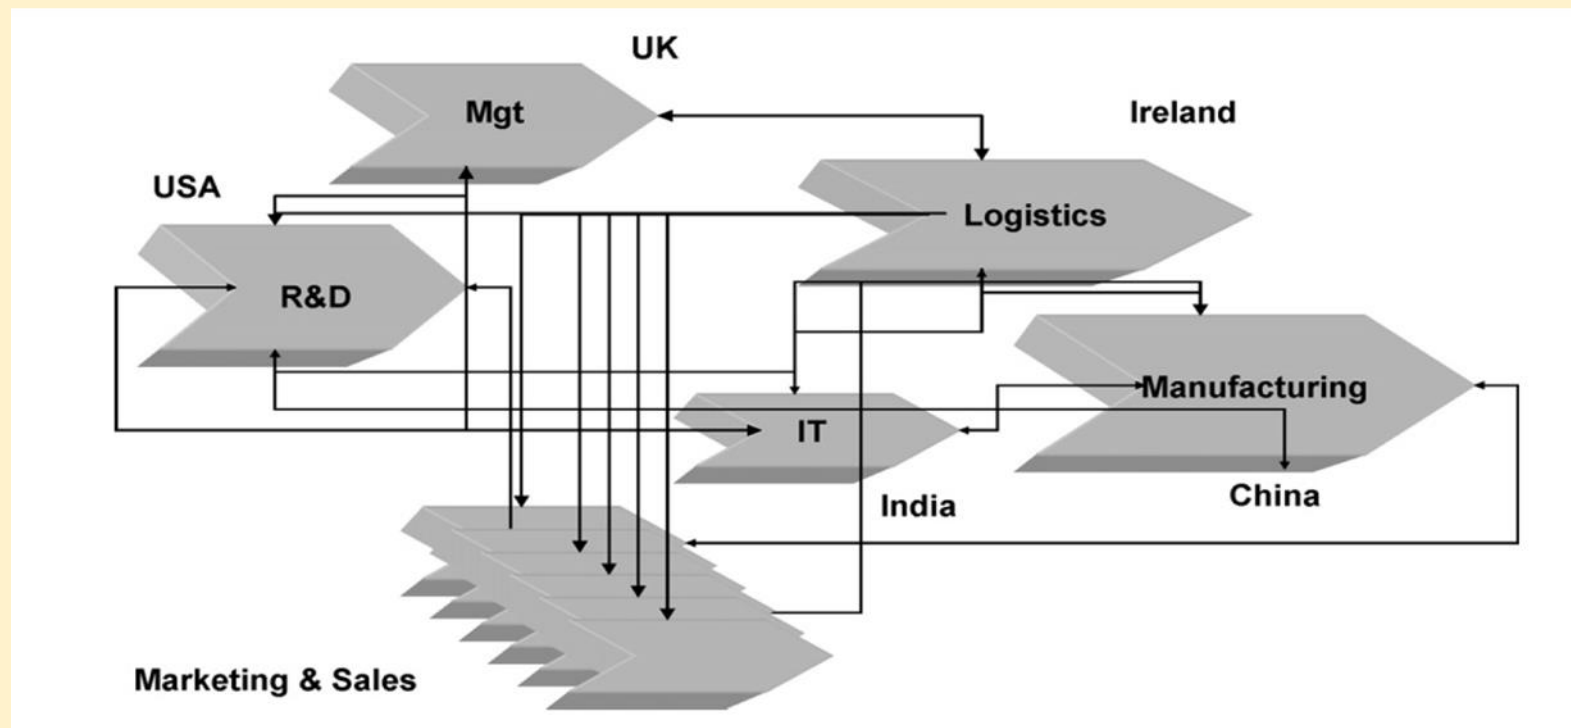 UK
Mgt
Ireland
USA
Logistics
R&D
Manufacturing
IT
China
India
Marketing & Sales